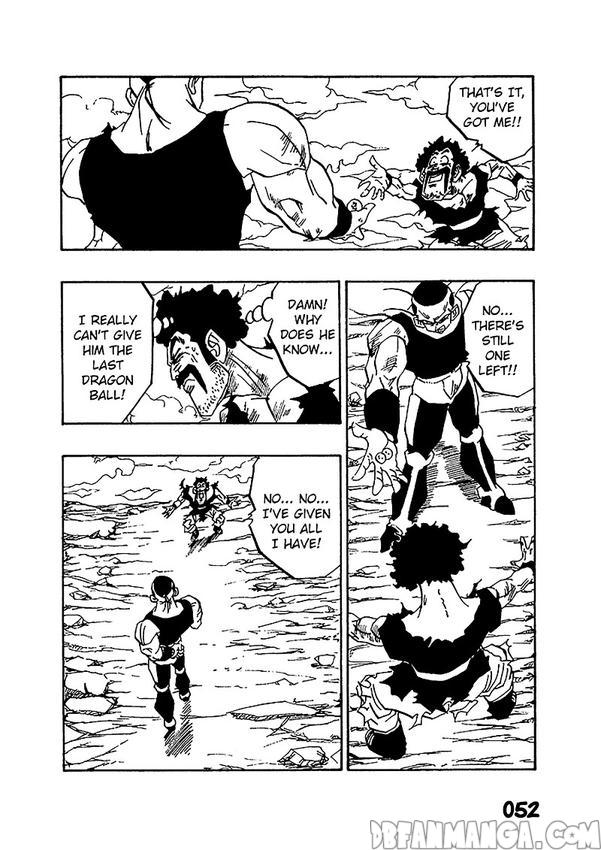 THAT'S IT,
YOU'VE
GOT ME!!
NO...
THERE'S
STILL
ONE
LEFT!!
DAMN!
WHY
DOES HE
KNOW...
I REALLY
CAN'T GIVE
HIM THE
LAST
DRAGON
BALL!
NO... NO...
I'VE GIVEN
YOU ALL
I HAVE!
052
DBFANMANGA.COM